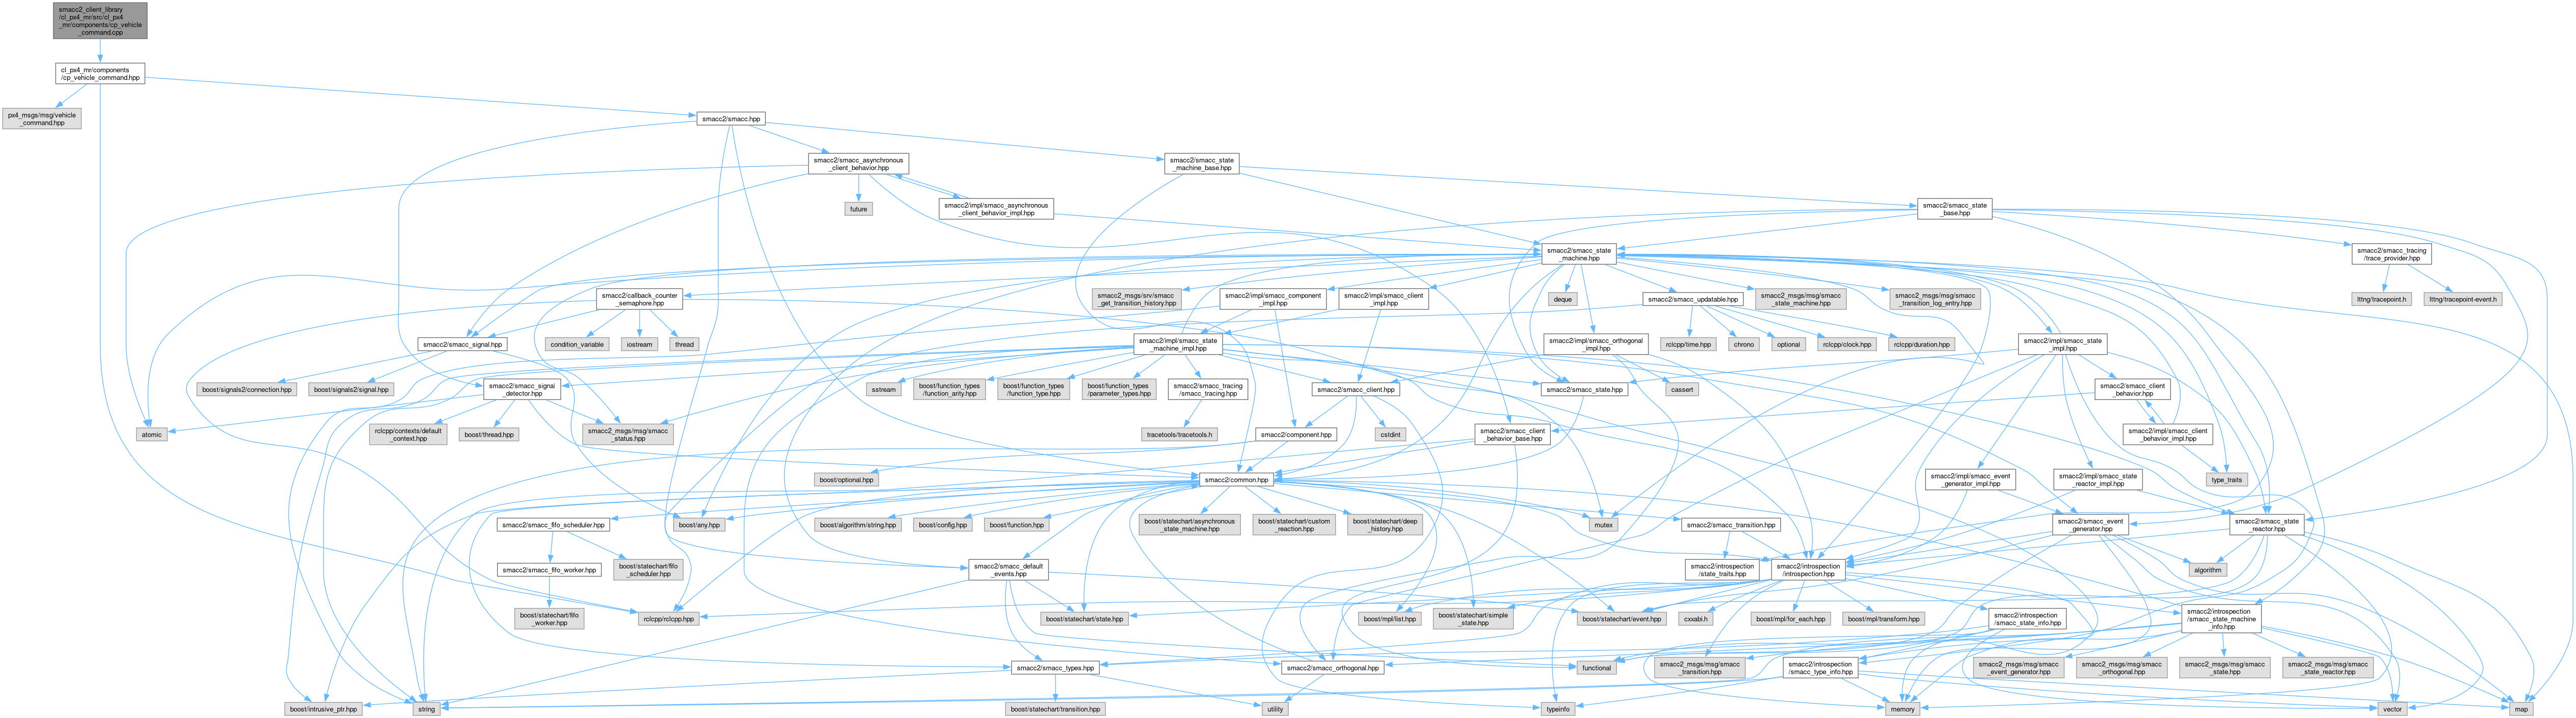 smacc2_client_library
/cl_px4_mr/src/cl_px4
_mr/components/cp_vehicle
_command.cpp
cl_px4_mr/components
/cp_vehicle_command.hpp
px4_msgs/msg/vehicle
_command.hpp
smacc2/smacc.hpp
smacc2/smacc_asynchronous
_client_behavior.hpp
smacc2/smacc_state
_machine_base.hpp
future
smacc2/impl/smacc_asynchronous
_client_behavior_impl.hpp
smacc2/smacc_state
_base.hpp
smacc2/smacc_state
_machine.hpp
smacc2/smacc_tracing
/trace_provider.hpp
smacc2/callback_counter
_semaphore.hpp
smacc2_msgs/srv/smacc
_get_transition_history.hpp
smacc2/impl/smacc_component
_impl.hpp
smacc2/impl/smacc_client
_impl.hpp
deque
smacc2/smacc_updatable.hpp
smacc2_msgs/msg/smacc
_state_machine.hpp
smacc2_msgs/msg/smacc
_transition_log_entry.hpp
lttng/tracepoint.h
lttng/tracepoint-event.h
smacc2/smacc_signal.hpp
condition_variable
iostream
thread
smacc2/impl/smacc_state
_machine_impl.hpp
smacc2/impl/smacc_orthogonal
_impl.hpp
rclcpp/time.hpp
chrono
optional
rclcpp/clock.hpp
rclcpp/duration.hpp
smacc2/impl/smacc_state
_impl.hpp
boost/signals2/connection.hpp
boost/signals2/signal.hpp
smacc2/smacc_signal
_detector.hpp
sstream
boost/function_types
/function_arity.hpp
boost/function_types
/function_type.hpp
boost/function_types
/parameter_types.hpp
smacc2/smacc_tracing
/smacc_tracing.hpp
smacc2/smacc_client.hpp
smacc2/smacc_state.hpp
cassert
smacc2/smacc_client
_behavior.hpp
atomic
rclcpp/contexts/default
_context.hpp
boost/thread.hpp
smacc2_msgs/msg/smacc
_status.hpp
tracetools/tracetools.h
smacc2/component.hpp
cstdint
smacc2/smacc_client
_behavior_base.hpp
smacc2/impl/smacc_client
_behavior_impl.hpp
boost/optional.hpp
smacc2/common.hpp
smacc2/impl/smacc_event
_generator_impl.hpp
smacc2/impl/smacc_state
_reactor_impl.hpp
type_traits
smacc2/smacc_fifo_scheduler.hpp
boost/any.hpp
boost/algorithm/string.hpp
boost/config.hpp
boost/function.hpp
boost/statechart/asynchronous
_state_machine.hpp
boost/statechart/custom
_reaction.hpp
boost/statechart/deep
_history.hpp
mutex
smacc2/smacc_transition.hpp
smacc2/smacc_event
_generator.hpp
smacc2/smacc_state
_reactor.hpp
smacc2/smacc_fifo_worker.hpp
boost/statechart/fifo
_scheduler.hpp
smacc2/smacc_default
_events.hpp
smacc2/introspection
/state_traits.hpp
smacc2/introspection
/introspection.hpp
algorithm
boost/statechart/fifo
_worker.hpp
rclcpp/rclcpp.hpp
boost/statechart/state.hpp
boost/mpl/list.hpp
boost/statechart/simple
_state.hpp
boost/statechart/event.hpp
cxxabi.h
boost/mpl/for_each.hpp
boost/mpl/transform.hpp
smacc2/introspection
/smacc_state_info.hpp
smacc2/introspection
/smacc_state_machine
_info.hpp
smacc2/smacc_types.hpp
smacc2/smacc_orthogonal.hpp
functional
smacc2_msgs/msg/smacc
_transition.hpp
smacc2/introspection
/smacc_type_info.hpp
smacc2_msgs/msg/smacc
_event_generator.hpp
smacc2_msgs/msg/smacc
_orthogonal.hpp
smacc2_msgs/msg/smacc
_state.hpp
smacc2_msgs/msg/smacc
_state_reactor.hpp
boost/intrusive_ptr.hpp
string
boost/statechart/transition.hpp
utility
typeinfo
memory
vector
map